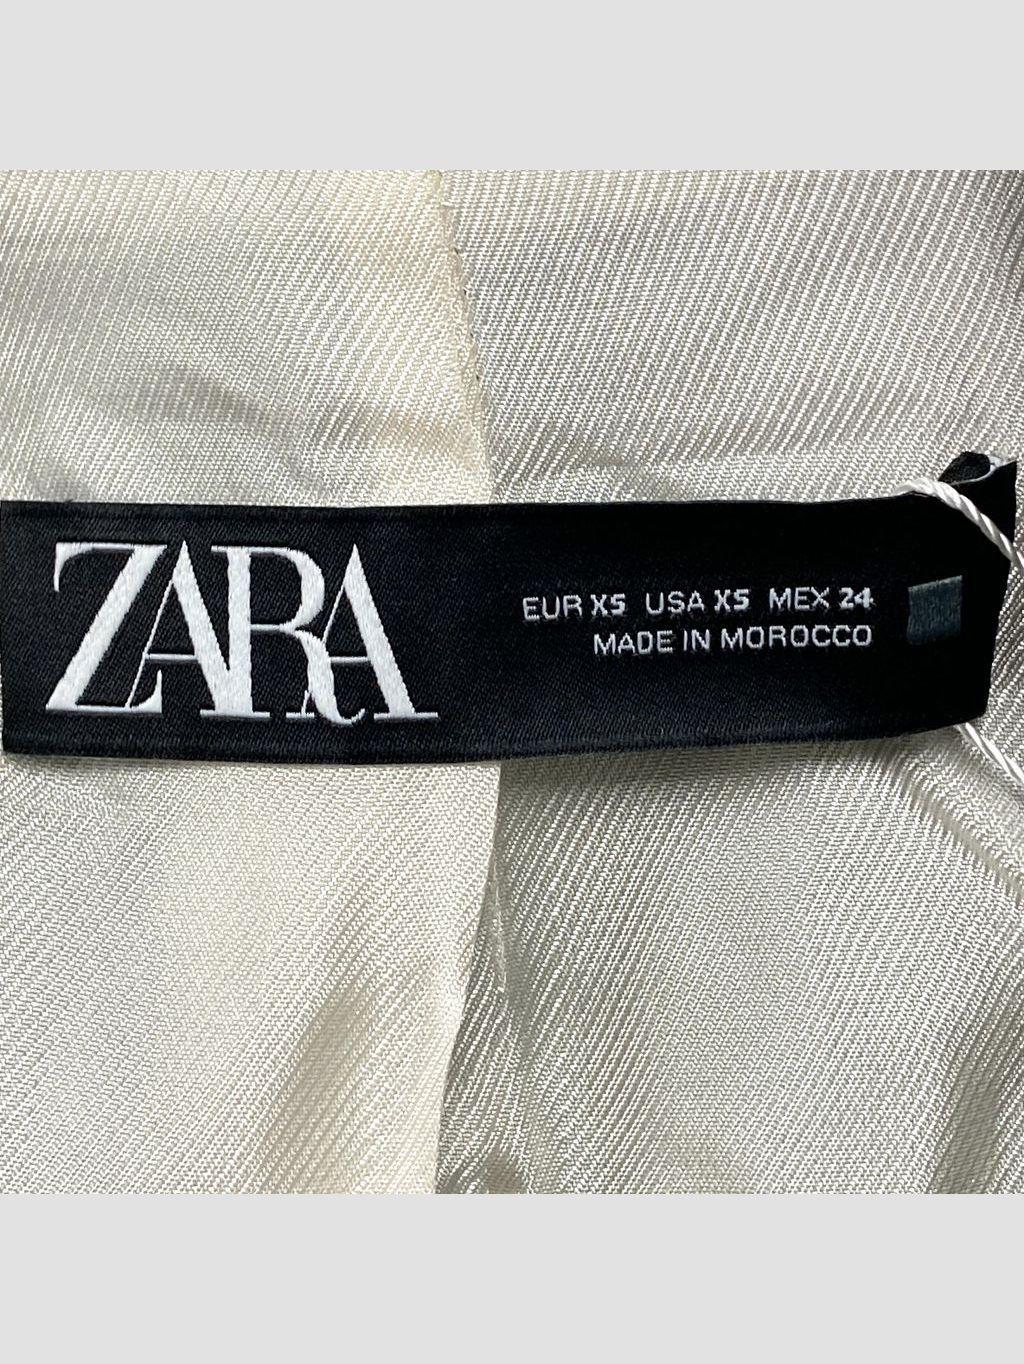 ZARA
EUR XS USA XS MEX 24
MADE IN MOROCCO